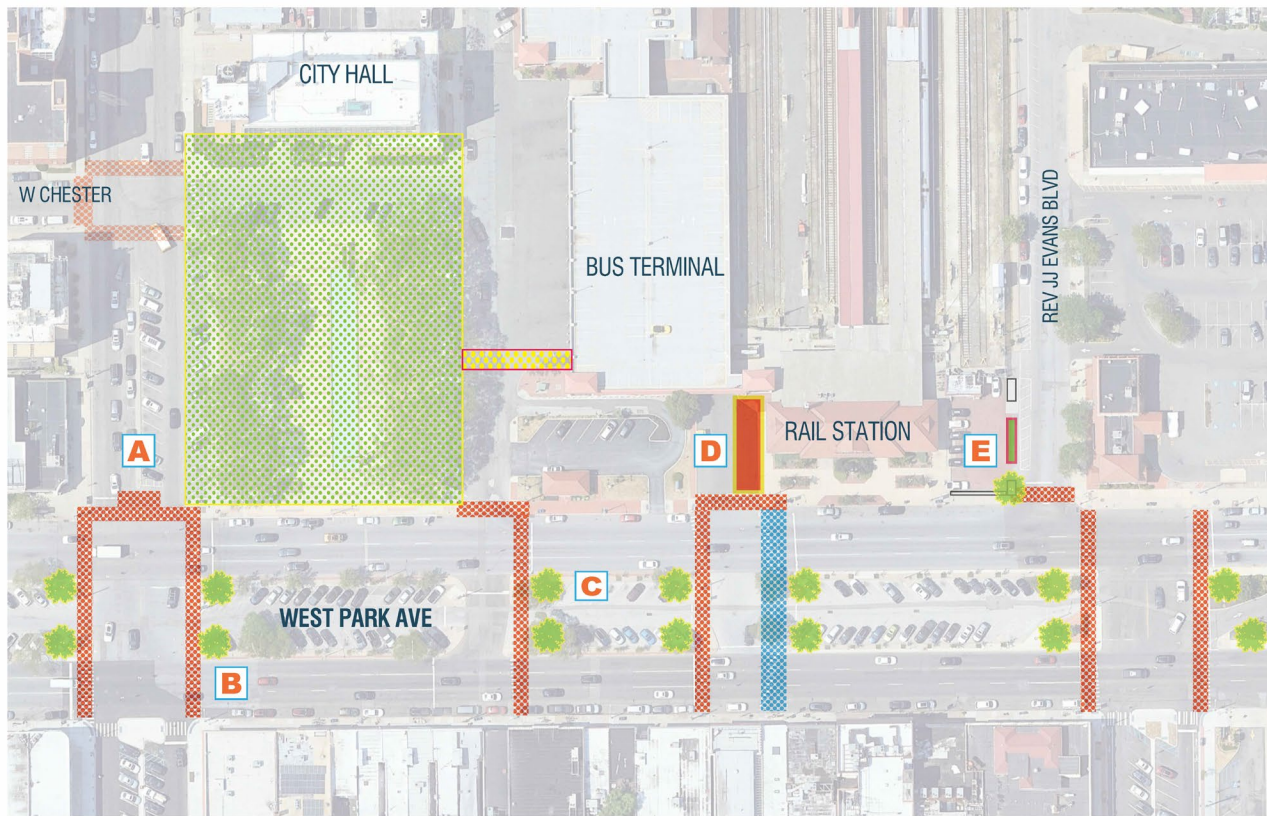 CITY HALL
W CHESTER
BUS TERMINAL
REV JJ EVANS BLVD
RAIL STATION
A
D
E
C
WEST PARK AVE
B